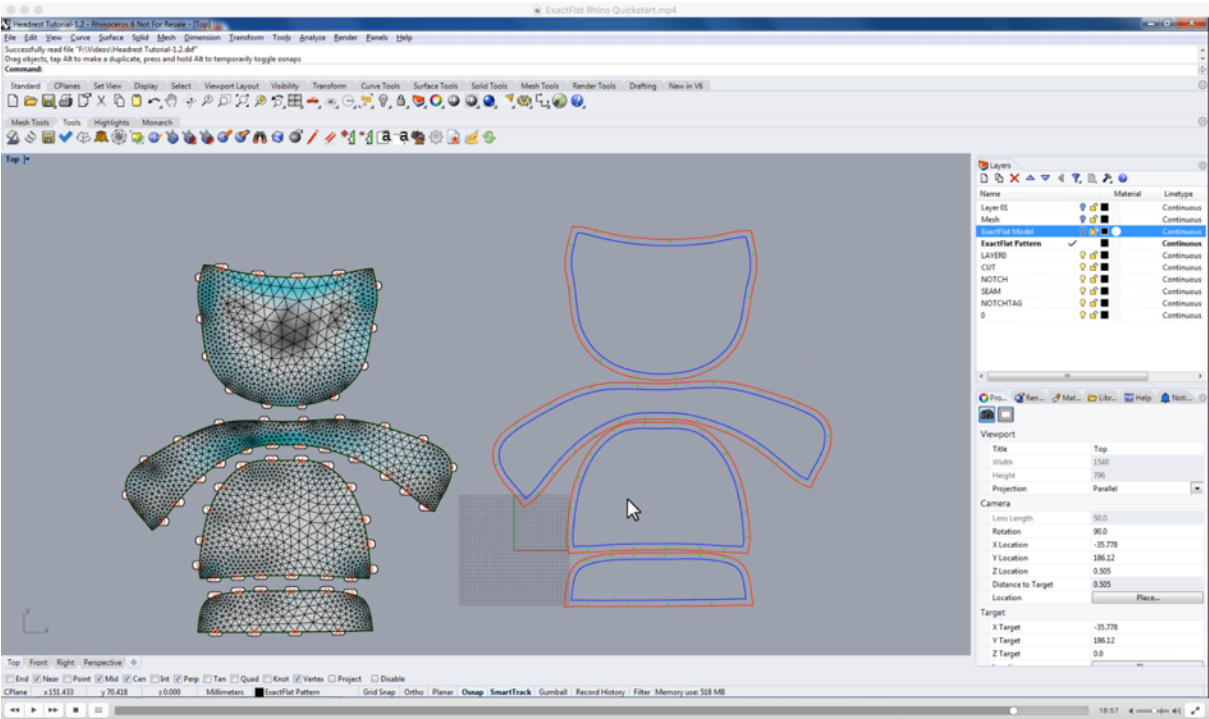 ExactFlat Rhino Quickstart.mp4
Headrest Tutorial-1.2 - Rhinoceros 6 Not For Resale - [Top]
File Edit View Curve Surface Solid Mesh Dimension Transform Tools Analyze Render Panels Help
Successfully read file "F:\Videos\Headrest Tutorial-1.2.dxf"
Drag objects, tap Alt to make a duplicate, press and hold Alt to temporarily toggle osnaps
Command:
Standard CPlanes Set View Display Select Viewport Layout Visibility Transform Curve Tools Surface Tools Solid Tools Mesh Tools Render Tools Drafting New in V6
Mesh Tools Tools Highlights Monarch
Top
Layers
Name Material Linetype
Layer 01 Continuous
Mesh Continuous
ExactFlat Model Continuous
ExactFlat Pattern Continuous
LAYER0 Continuous
CUT Continuous
NOTCH Continuous
SEAM Continuous
NOTCHTAG Continuous
0 Continuous
Pro... Ren... Mat... Libr... Help Noti...
Viewport
Title Top
Width 1540
Height 796
Projection Parallel
Camera
Lens Length 50.0
Rotation 90.0
X Location -35.778
Y Location 186.12
Z Location 0.505
Distance to Target 0.505
Location Place...
Target
X Target -35.778
Y Target 186.12
Z Target 0.0
y
x
Top Front Right Perspective
End Near Point Mid Cen Int Perp Tan Quad Knot Vertex Project Disable
CPlane x 151.433 y 70.418 z 0.000 Millimeters ExactFlat Pattern Grid Snap Ortho Planar Osnap SmartTrack Gumball Record History Filter Memory use: 518 MB
18:57